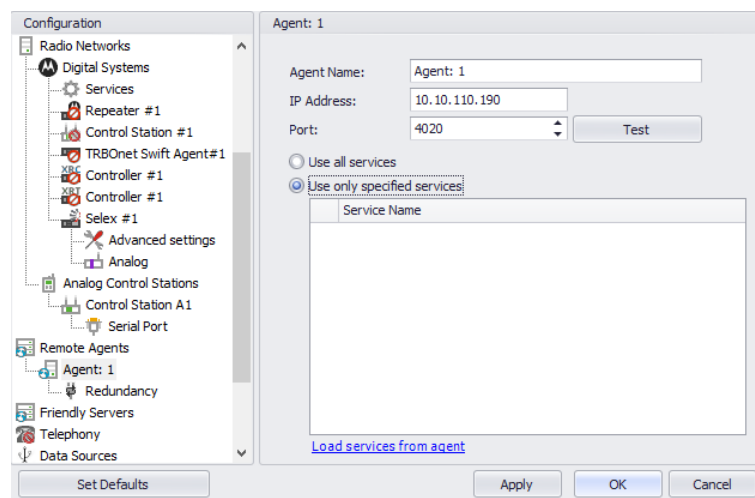 Configuration
Radio Networks
Digital Systems
Services
Repeater #1
Control Station #1
TRBOnet Swift Agent#1
XRC
Controller #1
XRT
Controller #1
Selex #1
Advanced settings
Analog
Analog Control Stations
Control Station A1
Serial Port
Remote Agents
Agent: 1
Redundancy
Friendly Servers
Telephony
Data Sources
Set Defaults
Agent: 1
Agent Name: Agent: 1
IP Address: 10.10.110.190
Port: 4020 Test
Use all services
Use only specified services
Service Name
Load services from agent
Apply OK Cancel